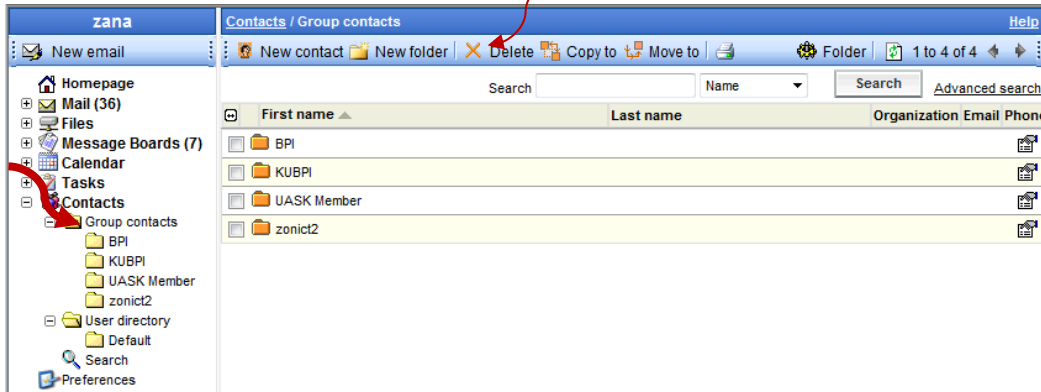 zana
Contacts / Group contacts Help
New email
New contact New folder Delete Copy to Move to Folder 1 to 4 of 4
Homepage
Mail (36)
Files
Message Boards (7)
Calendar
Tasks
Contacts
Group contacts
BPI
KUBPI
UASK Member
zonict2
User directory
Default
Search
Preferences
Search Name Search Advanced search
First name Last name Organization Email Phone
BPI
KUBPI
UASK Member
zonict2